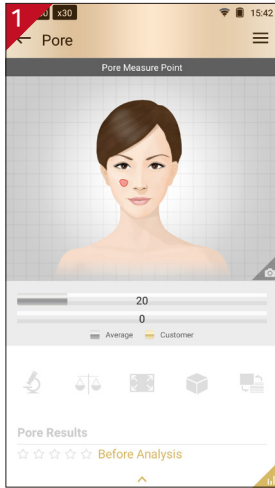 1
x30
15:42
Pore
Pore Measure Point
20
0
Average Customer
Pore Results
Before Analysis